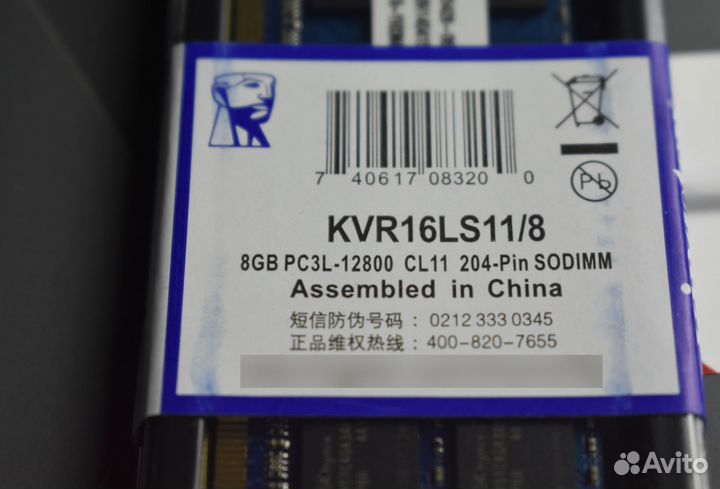 7 40617 08320 0
Pb
KVR16LS11/8
8GB PC3L-12800 CL11 204-Pin SODIMM
Assembled in China
短信防伪号码：0212 333 0345
正品维权热线：400-820-7655
Avito